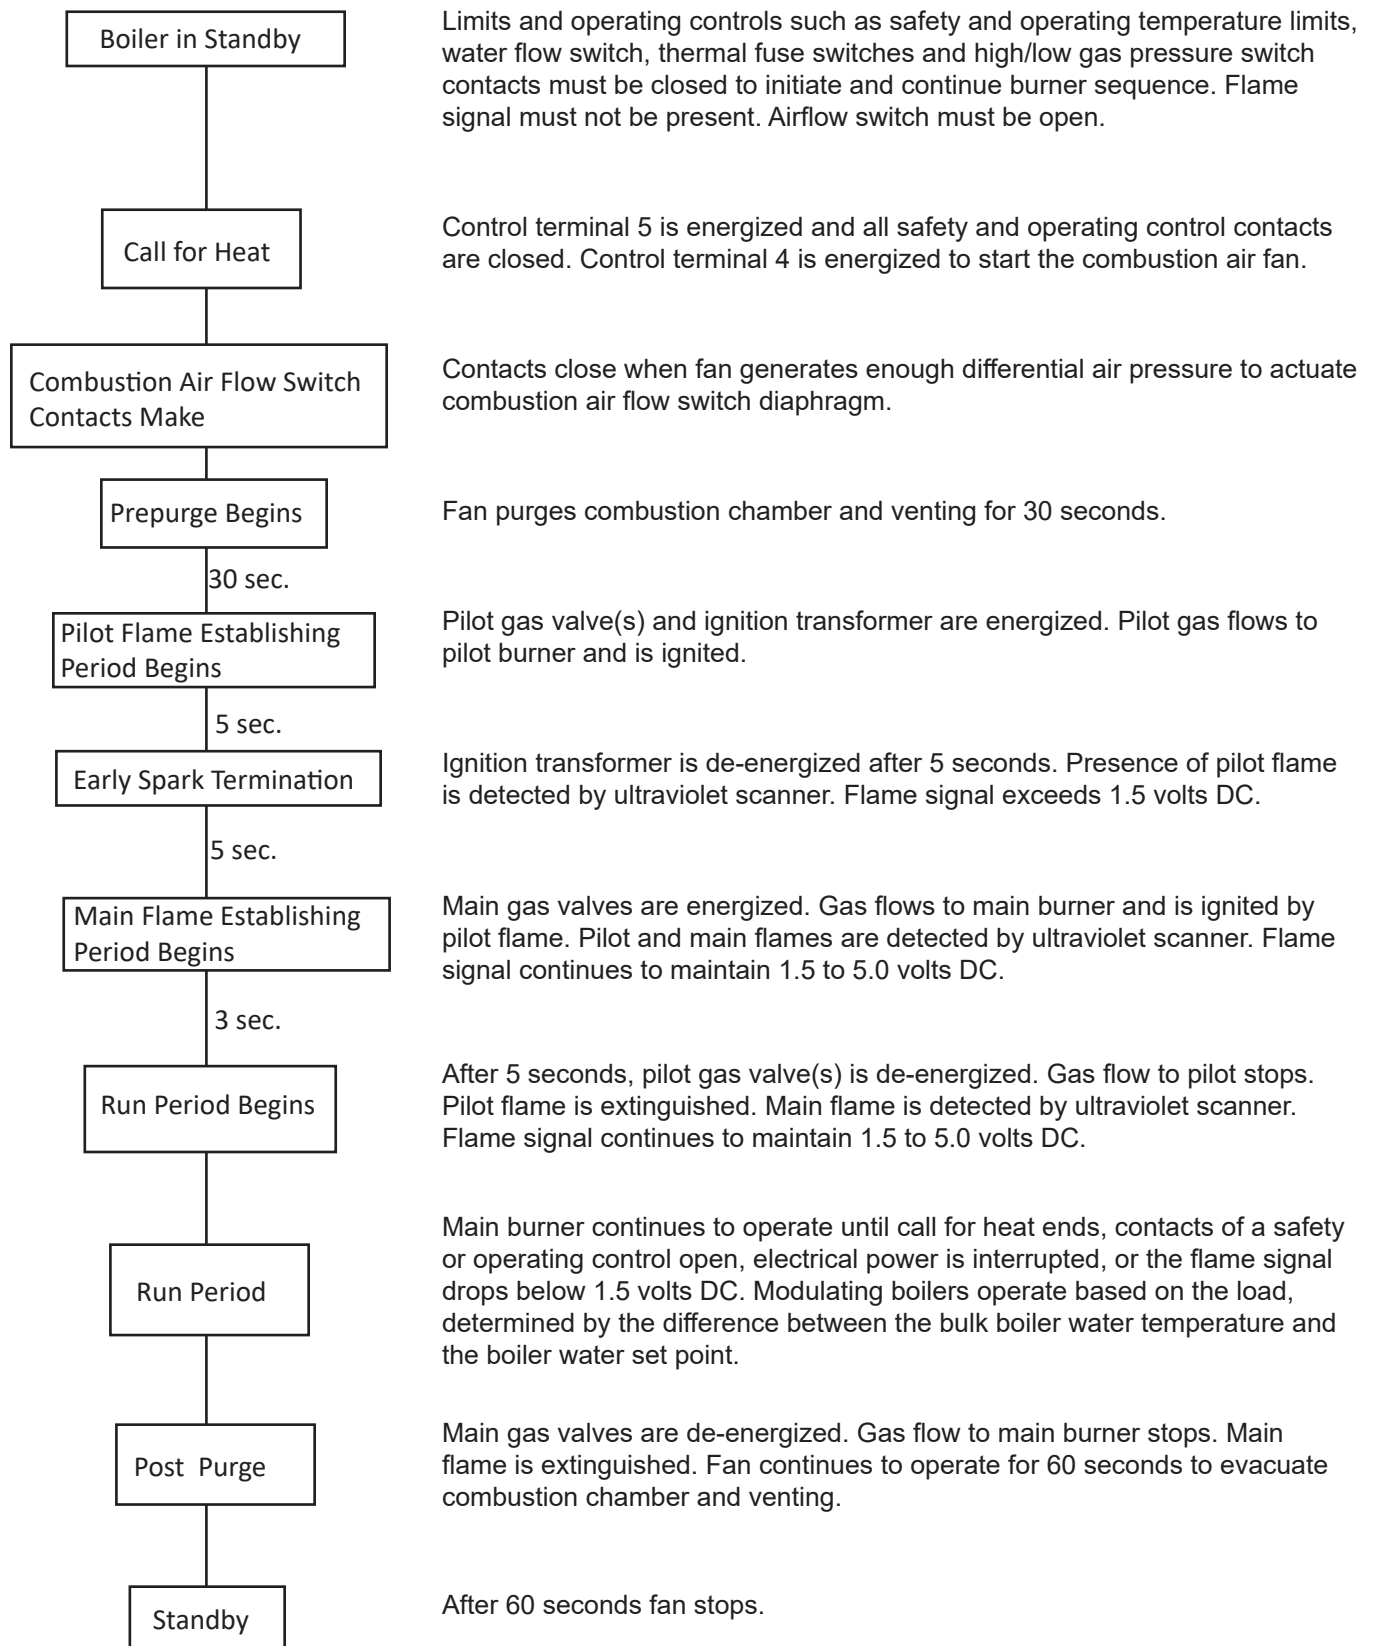 Boiler in Standby
Limits and operating controls such as safety and operating temperature limits,
water flow switch, thermal fuse switches and high/low gas pressure switch
contacts must be closed to initiate and continue burner sequence. Flame
signal must not be present. Airflow switch must be open.
Call for Heat
Control terminal 5 is energized and all safety and operating control contacts
are closed. Control terminal 4 is energized to start the combustion air fan.
Combustion Air Flow Switch
Contacts Make
Contacts close when fan generates enough differential air pressure to actuate
combustion air flow switch diaphragm.
Prepurge Begins
Fan purges combustion chamber and venting for 30 seconds.
30 sec.
Pilot Flame Establishing
Period Begins
Pilot gas valve(s) and ignition transformer are energized. Pilot gas flows to
pilot burner and is ignited.
5 sec.
Early Spark Termination
Ignition transformer is de-energized after 5 seconds. Presence of pilot flame
is detected by ultraviolet scanner. Flame signal exceeds 1.5 volts DC.
5 sec.
Main Flame Establishing
Period Begins
Main gas valves are energized. Gas flows to main burner and is ignited by
pilot flame. Pilot and main flames are detected by ultraviolet scanner. Flame
signal continues to maintain 1.5 to 5.0 volts DC.
3 sec.
Run Period Begins
After 5 seconds, pilot gas valve(s) is de-energized. Gas flow to pilot stops.
Pilot flame is extinguished. Main flame is detected by ultraviolet scanner.
Flame signal continues to maintain 1.5 to 5.0 volts DC.
Run Period
Main burner continues to operate until call for heat ends, contacts of a safety
or operating control open, electrical power is interrupted, or the flame signal
drops below 1.5 volts DC. Modulating boilers operate based on the load,
determined by the difference between the bulk boiler water temperature and
the boiler water set point.
Post Purge
Main gas valves are de-energized. Gas flow to main burner stops. Main
flame is extinguished. Fan continues to operate for 60 seconds to evacuate
combustion chamber and venting.
Standby
After 60 seconds fan stops.